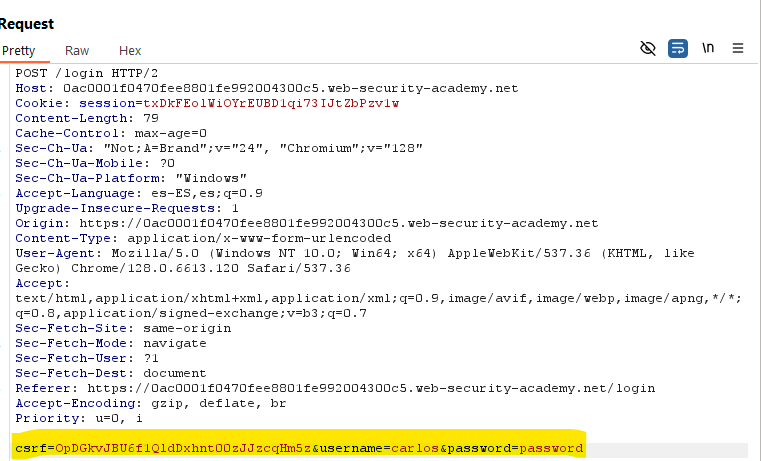 Request
Pretty Raw Hex
\n
POST /login HTTP/2
Host: 0ac0001f0470fee8801fe992004300c5.web-security-academy.net
Cookie: session=txDkFEolWiOYrEUBD1qi73IJtZbPzvlw
Content-Length: 79
Cache-Control: max-age=0
Sec-Ch-Ua: "Not;A=Brand";v="24", "Chromium";v="128"
Sec-Ch-Ua-Mobile: ?0
Sec-Ch-Ua-Platform: "Windows"
Accept-Language: es-ES,es;q=0.9
Upgrade-Insecure-Requests: 1
Origin: https://0ac0001f0470fee8801fe992004300c5.web-security-academy.net
Content-Type: application/x-www-form-urlencoded
User-Agent: Mozilla/5.0 (Windows NT 10.0; Win64; x64) AppleWebKit/537.36 (KHTML, like
Gecko) Chrome/128.0.6613.120 Safari/537.36
Accept:
text/html,application/xhtml+xml,application/xml;q=0.9,image/avif,image/webp,image/apng,*/*;
q=0.8,application/signed-exchange;v=b3;q=0.7
Sec-Fetch-Site: same-origin
Sec-Fetch-Mode: navigate
Sec-Fetch-User: ?1
Sec-Fetch-Dest: document
Referer: https://0ac0001f0470fee8801fe992004300c5.web-security-academy.net/login
Accept-Encoding: gzip, deflate, br
Priority: u=0, i
csrf=OpDGkvJBU6f1QldDxhnt00zJJzcqHm5z&username=carlos&password=password